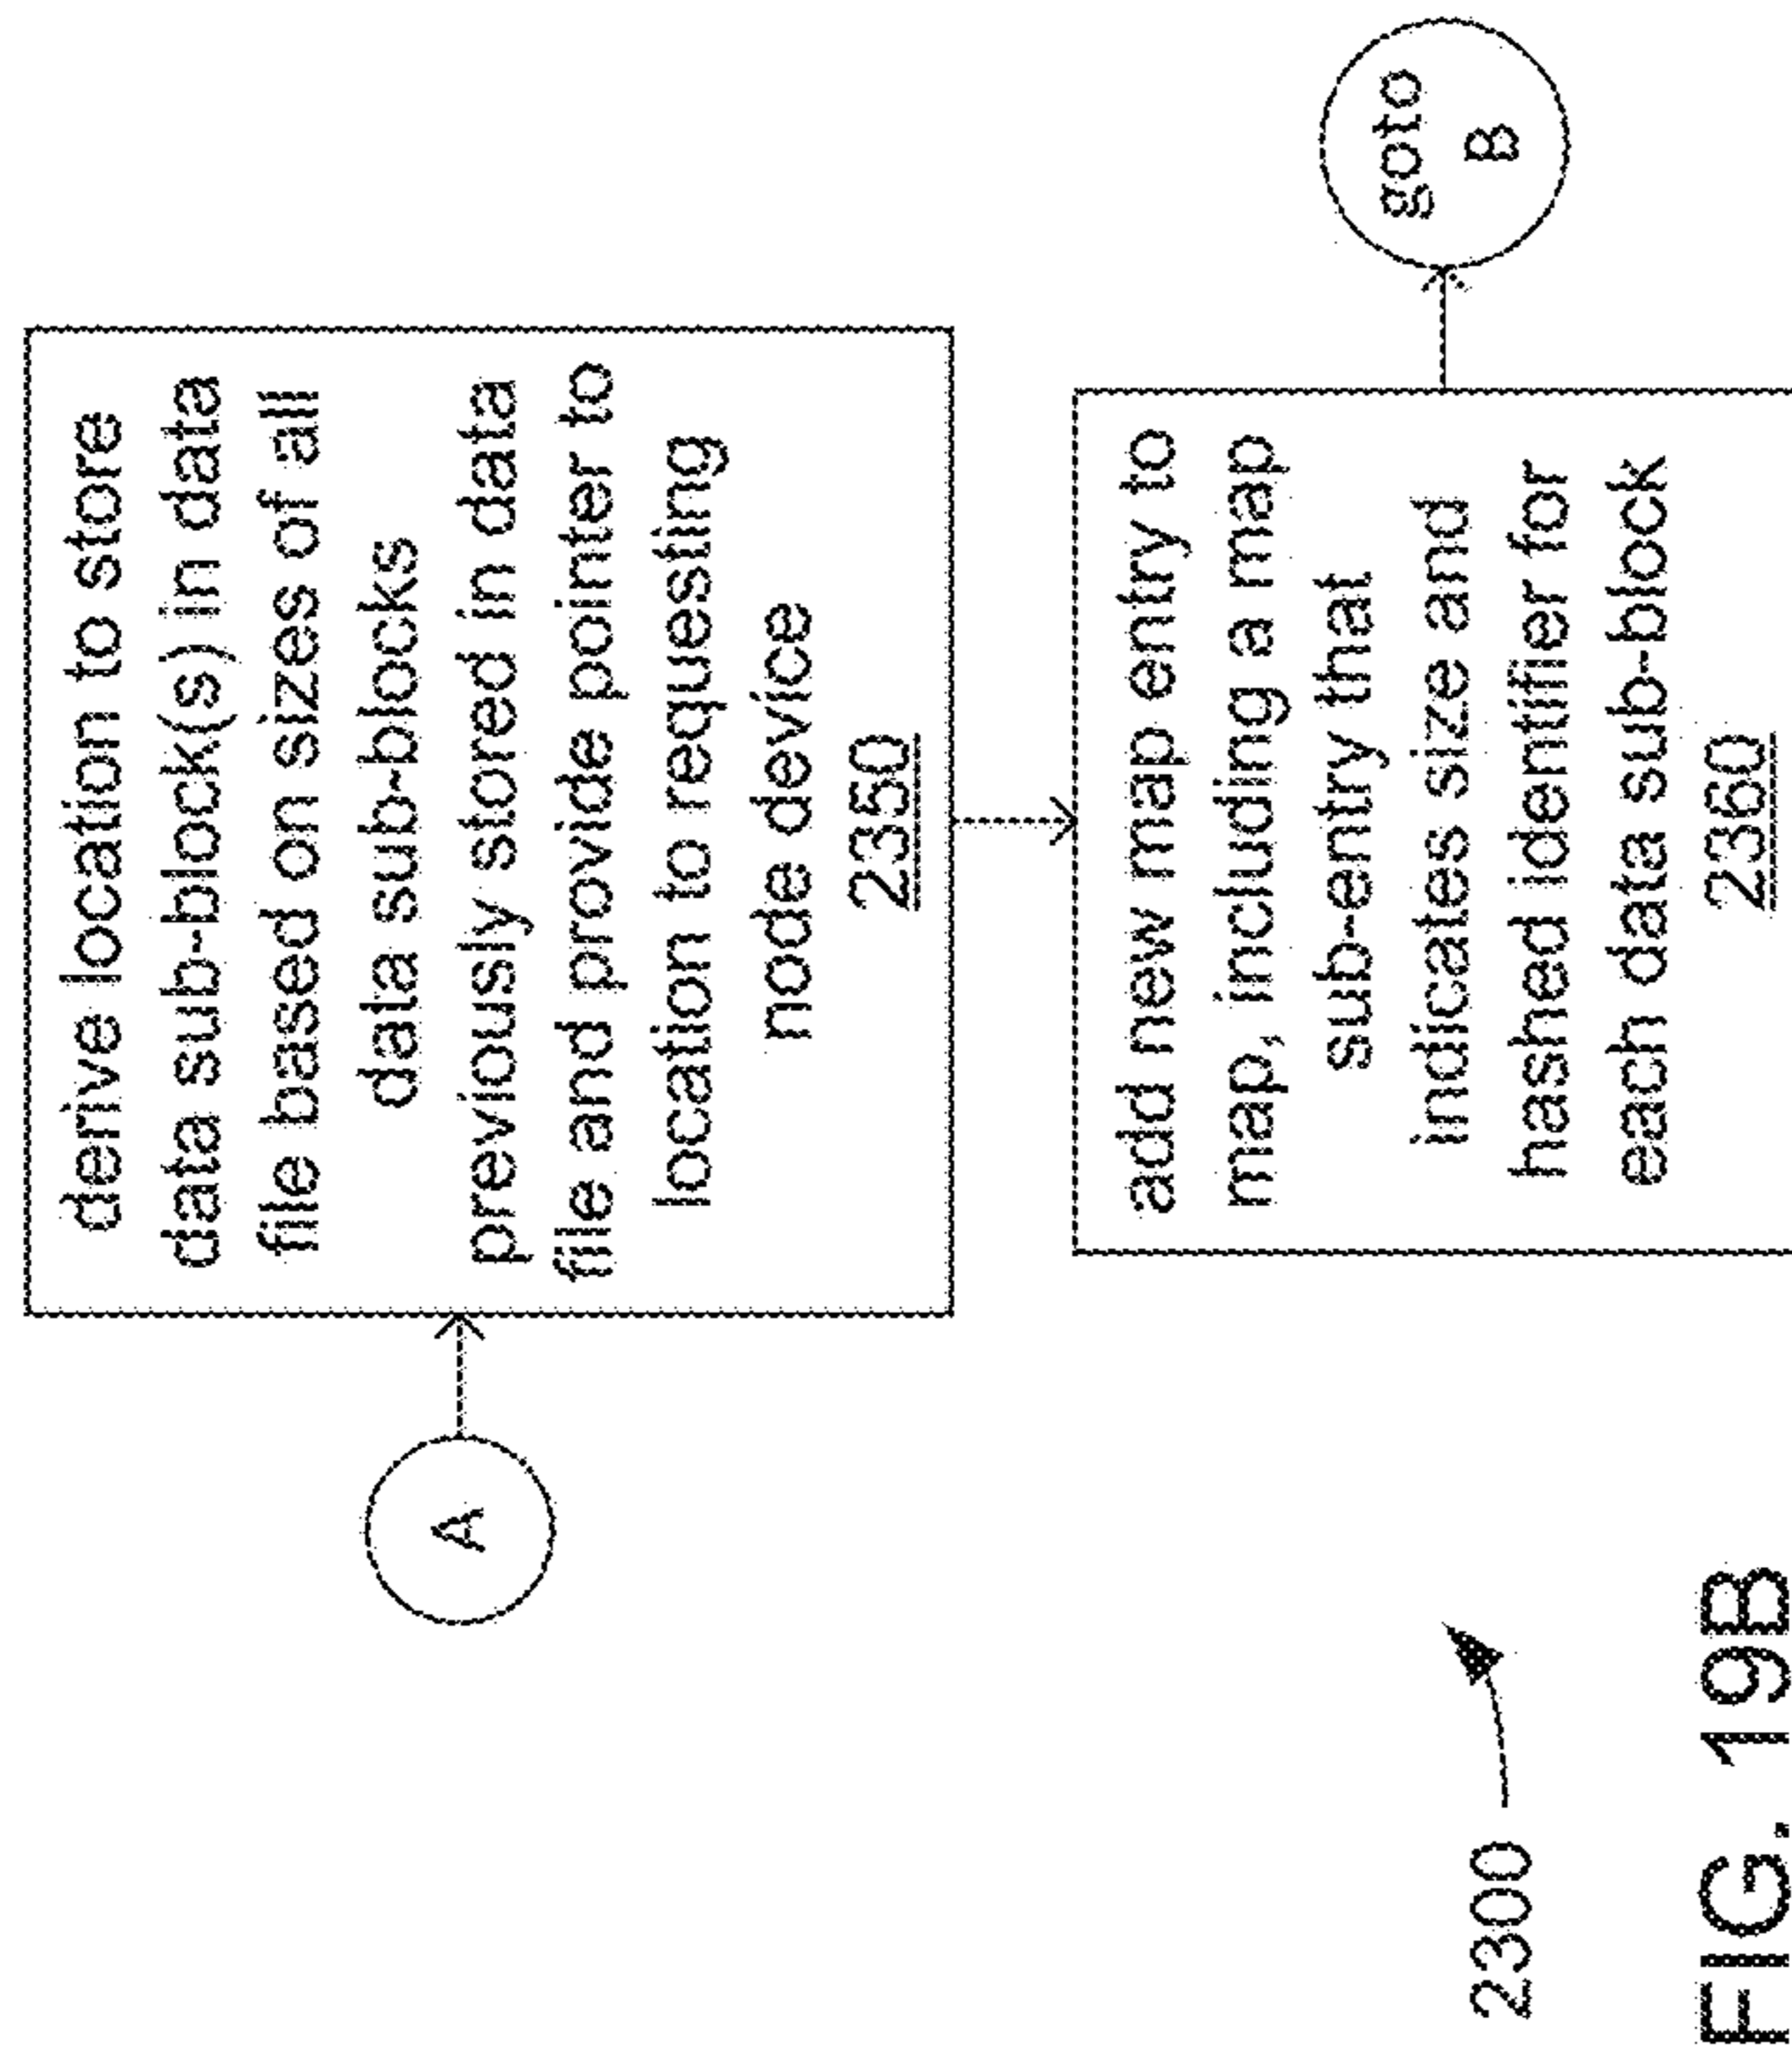 A
derive location to store
data sub-block(s) in data
file based on sizes of all
data sub-blocks
previously stored in data
file and provide pointer to
location to requesting
node device
2350
add new map entry to
map, including a map
sub-entry that
indicates size and
hashed identifier for
each data sub-block
2360
goto
B
2300
FIG. 19B